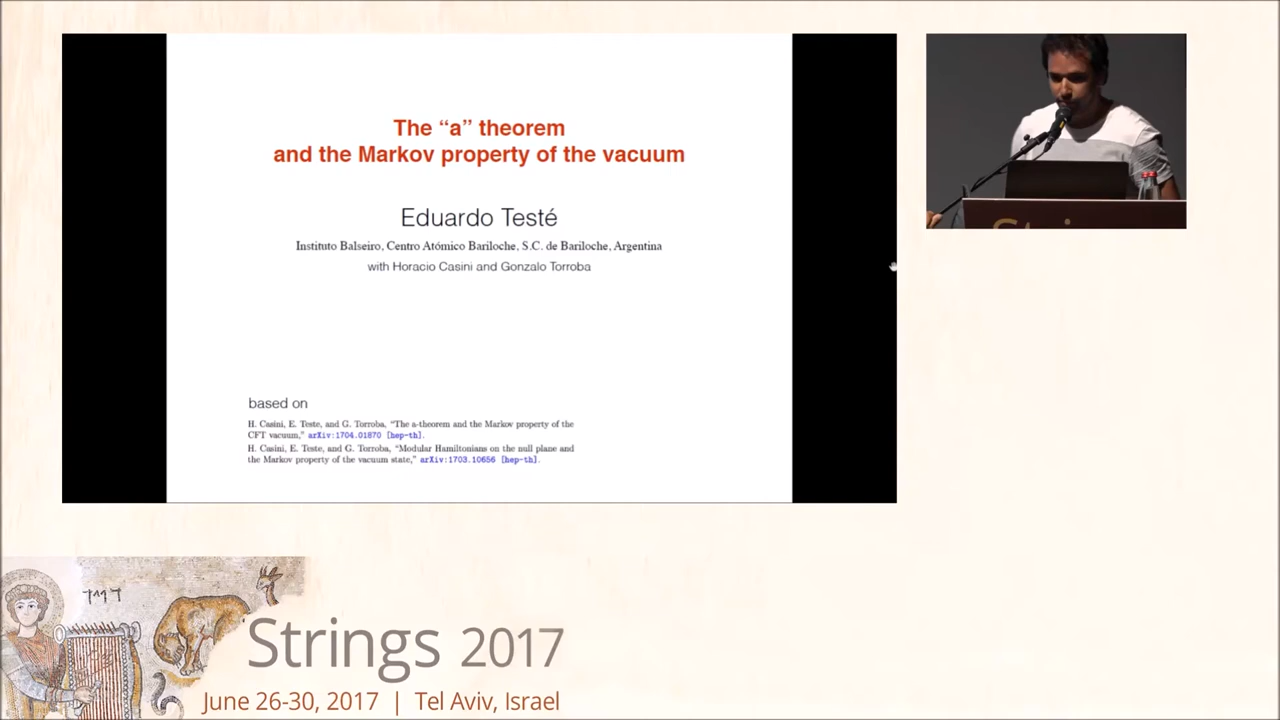 The “a” theorem
and the Markov property of the vacuum
Eduardo Testé
Instituto Balseiro, Centro Atómico Bariloche, S.C. de Bariloche, Argentina
with Horacio Casini and Gonzalo Torroba
based on
H. Casini, E. Teste, and G. Torroba, “The a-theorem and the Markov property of the
CFT vacuum,” arXiv:1704.01870 [hep-th].
H. Casini, E. Teste, and G. Torroba, “Modular Hamiltonians on the null plane and
the Markov property of the vacuum state,” arXiv:1703.10656 [hep-th].
דויד
Strings 2017
June 26-30, 2017 | Tel Aviv, Israel